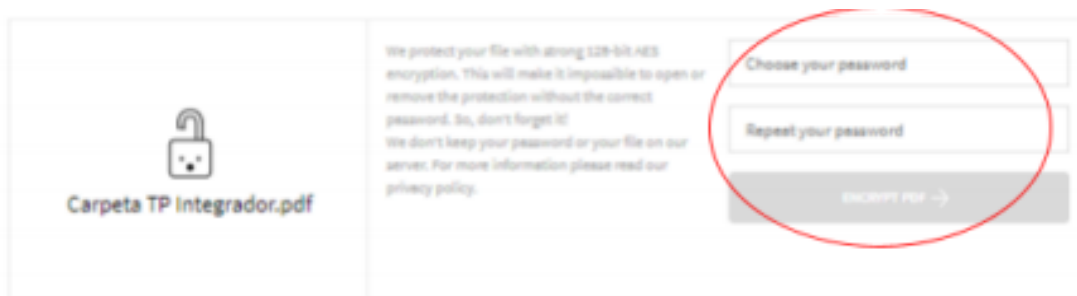 Carpeta TP Integrador.pdf
We protect your file with strong 128-bit AES
encryption. This will make it impossible to open or
remove the protection without the correct
password. So, don't forget it!
We don't keep your password or your file on our
server. For more information please read our
privacy policy.
Choose your password
Repeat your password
ENCRYPT PDF →